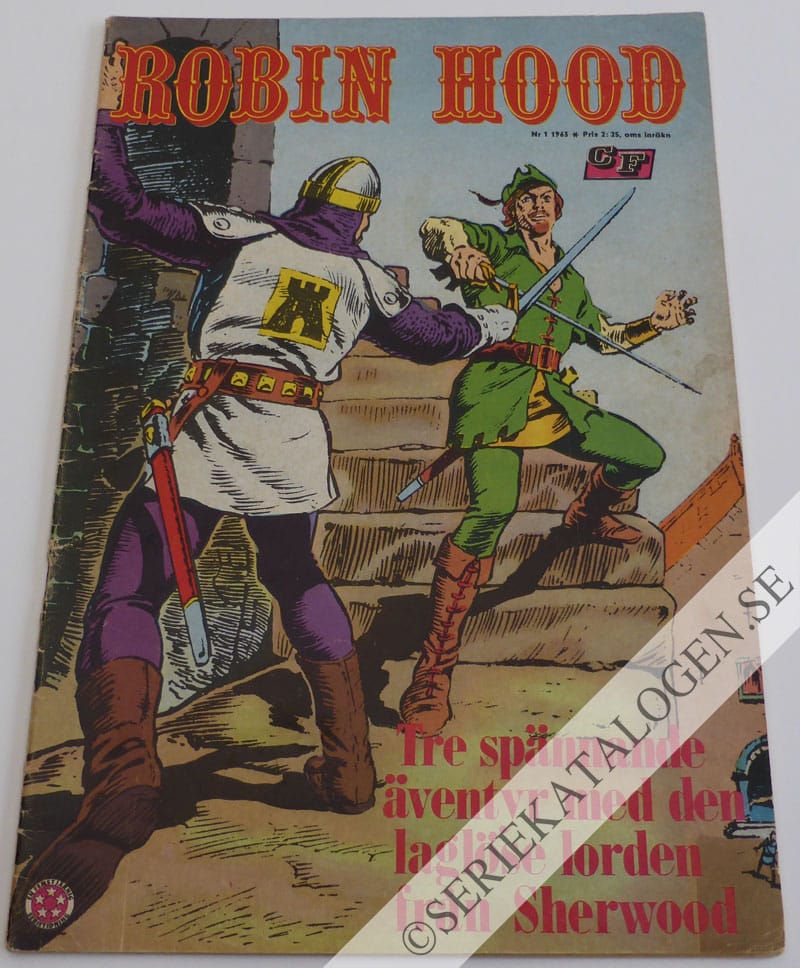 ROBIN HOOD
Nr 1 1965 * Pris 2: 25, oms inräkn
CF
Tre spännande
äventyr med den
laglöse lorden
från Sherwood
©SERIEKATALOGEN.SE